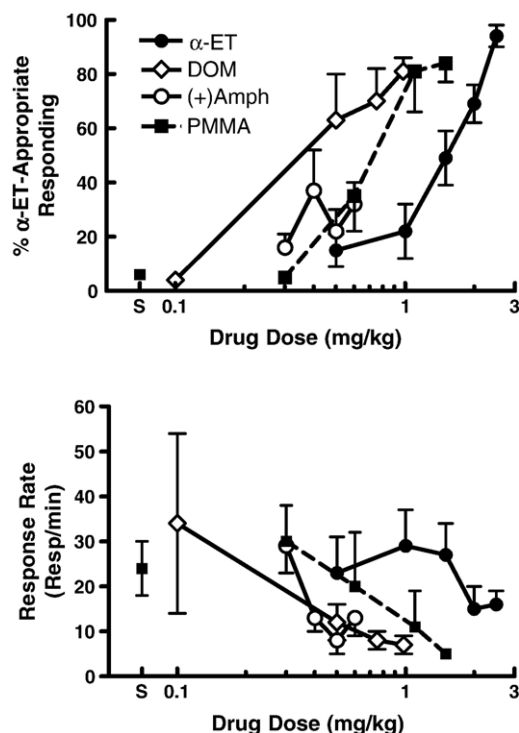 100
80
60
40
20
0
% α-ET-Appropriate
Responding
α-ET
DOM
(+)Amph
PMMA
S 0.1 1 3
Drug Dose (mg/kg)
60
50
40
30
20
10
0
Response Rate
(Resp/min)
S 0.1 1 3
Drug Dose (mg/kg)